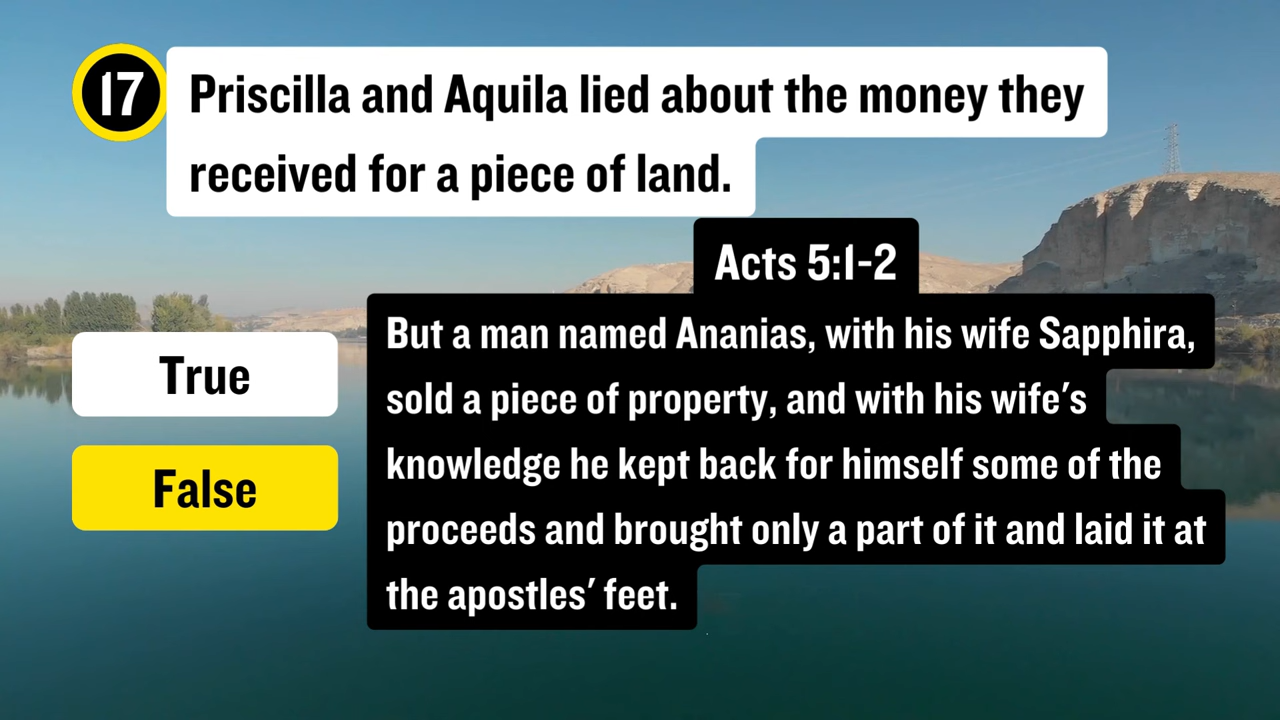 17
Priscilla and Aquila lied about the money they
received for a piece of land.
Acts 5:1-2
But a man named Ananias, with his wife Sapphira,
sold a piece of property, and with his wife's
knowledge he kept back for himself some of the
proceeds and brought only a part of it and laid it at
the apostles' feet.
True
False